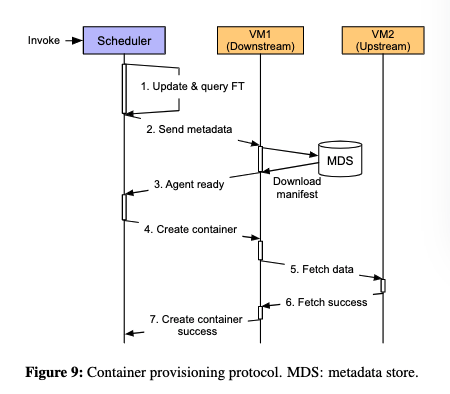 Invoke
Scheduler
VM1
(Downstream)
VM2
(Upstream)
1. Update & query FT
2. Send metadata
MDS
3. Agent ready
Download
manifest
4. Create container
5. Fetch data
6. Fetch success
7. Create container
success
Figure 9: Container provisioning protocol. MDS: metadata store.